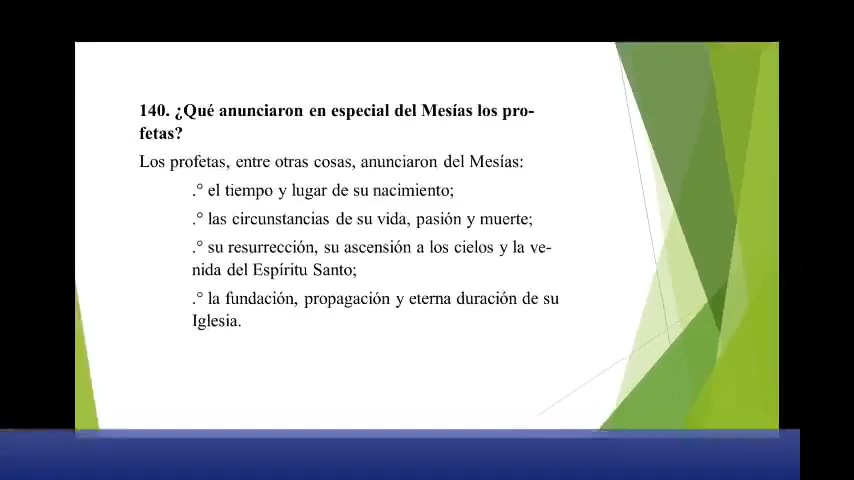 140. ¿Qué anunciaron en especial del Mesías los pro-
fetas?
Los profetas, entre otras cosas, anunciaron del Mesías:
.° el tiempo y lugar de su nacimiento;
.° las circunstancias de su vida, pasión y muerte;
.° su resurrección, su ascensión a los cielos y la ve-
nida del Espíritu Santo;
.° la fundación, propagación y eterna duración de su
Iglesia.